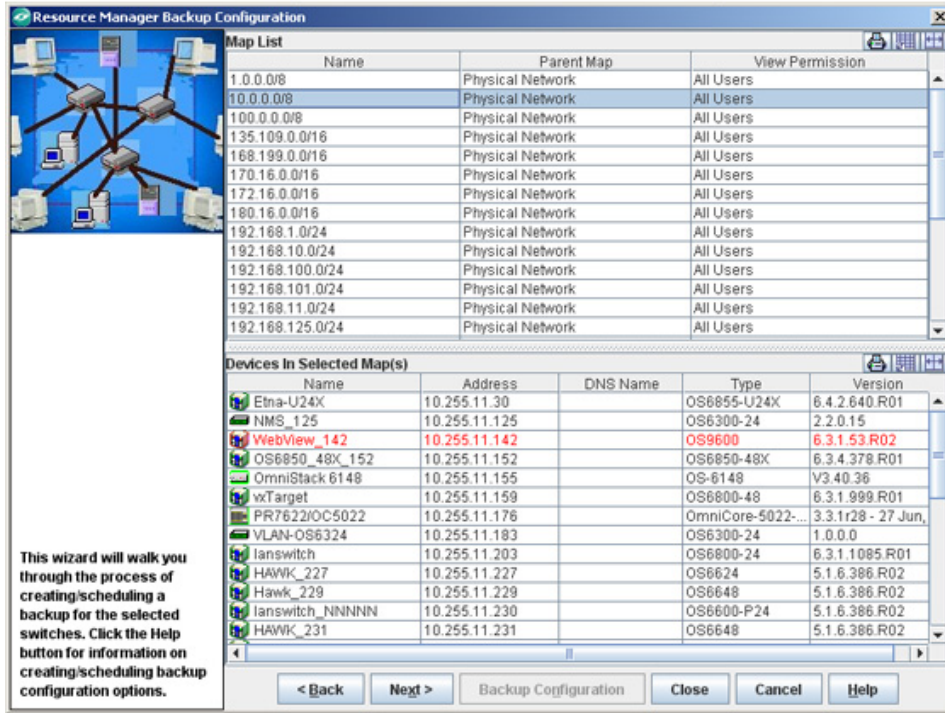 Resource Manager Backup Configuration
Map List
Name Parent Map View Permission
1.0.0.0/8 Physical Network All Users
10.0.0.0/8 Physical Network All Users
100.0.0.0/8 Physical Network All Users
135.109.0.0/16 Physical Network All Users
168.199.0.0/16 Physical Network All Users
170.16.0.0/16 Physical Network All Users
172.16.0.0/16 Physical Network All Users
180.16.0.0/16 Physical Network All Users
192.168.1.0/24 Physical Network All Users
192.168.10.0/24 Physical Network All Users
192.168.100.0/24 Physical Network All Users
192.168.101.0/24 Physical Network All Users
192.168.11.0/24 Physical Network All Users
192.168.125.0/24 Physical Network All Users
Devices In Selected Map(s)
Name Address DNS Name Type Version
Etna-U24X 10.255.11.30 OS6855-U24X 6.4.2.640.R01
NMS_125 10.255.11.125 OS6300-24 2.2.0.15
WebView_142 10.255.11.142 OS9600 6.3.1.53.R02
OS6850_48X_152 10.255.11.152 OS6850-48X 6.3.4.378.R01
OmniStack 6148 10.255.11.155 OS-6148 V3.40.36
vxTarget 10.255.11.159 OS6800-48 6.3.1.999.R01
PR7622/OC5022 10.255.11.176 OmniCore-5022-... 3.3.1r28 - 27 Jun,
VLAN-OS6324 10.255.11.183 OS6300-24 1.0.0.0
lanswitch 10.255.11.203 OS6800-24 6.3.1.1085.R01
HAWK_227 10.255.11.227 OS6624 5.1.6.386.R02
Hawk_229 10.255.11.229 OS6648 5.1.6.386.R02
lanswitch_NNNNN 10.255.11.230 OS6600-P24 5.1.6.386.R02
HAWK_231 10.255.11.231 OS6648 5.1.6.386.R02
This wizard will walk you
through the process of
creating/scheduling a
backup for the selected
switches. Click the Help
button for information on
creating/scheduling backup
configuration options.
< Back Next > Backup Configuration Close Cancel Help